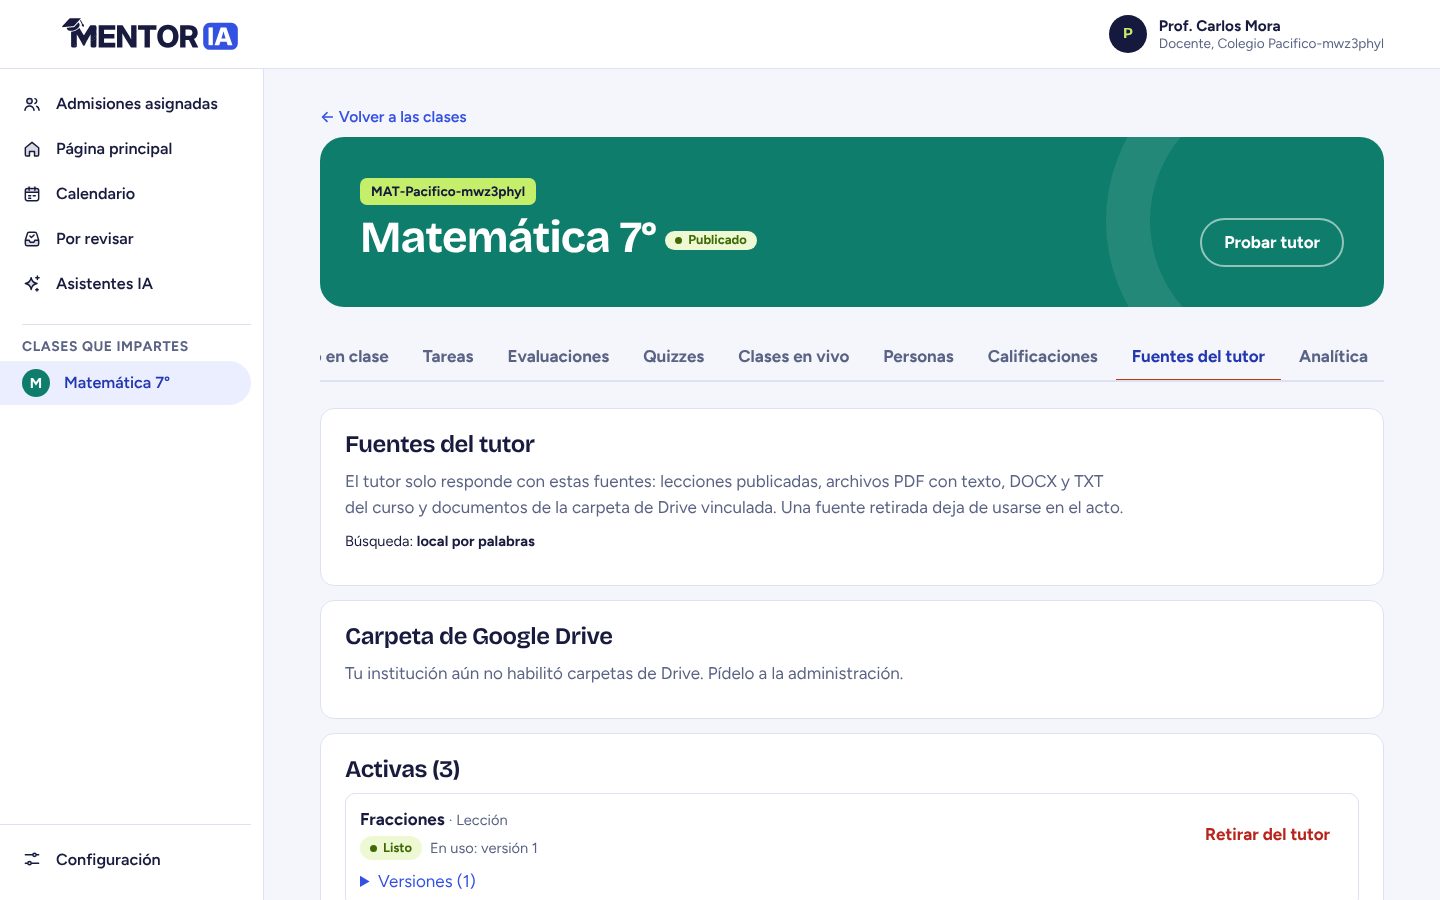 MENTOR IA
P
Prof. Carlos Mora
Docente, Colegio Pacifico-mwz3phyl
Admisiones asignadas
Página principal
Calendario
Por revisar
Asistentes IA
CLASES QUE IMPARTES
M Matemática 7°
Configuración
← Volver a las clases
MAT-Pacifico-mwz3phyl
Matemática 7° Publicado
Probar tutor
en clase Tareas Evaluaciones Quizzes Clases en vivo Personas Calificaciones Fuentes del tutor Analítica
Fuentes del tutor
El tutor solo responde con estas fuentes: lecciones publicadas, archivos PDF con texto, DOCX y TXT
del curso y documentos de la carpeta de Drive vinculada. Una fuente retirada deja de usarse en el acto.
Búsqueda: local por palabras
Carpeta de Google Drive
Tu institución aún no habilitó carpetas de Drive. Pídelo a la administración.
Activas (3)
Fracciones · Lección
Listo En uso: versión 1
Retirar del tutor
Versiones (1)